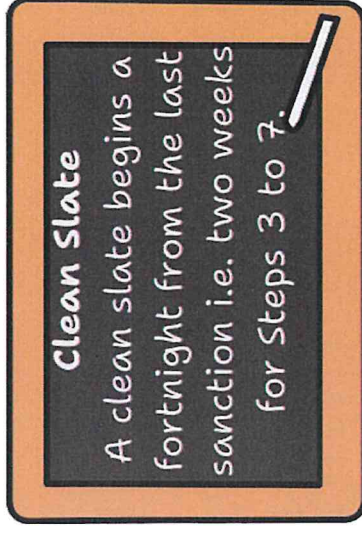 Clean Slate
A clean slate begins a
fortnight from the last
sanction i.e. two weeks
for Steps 3 to 7.